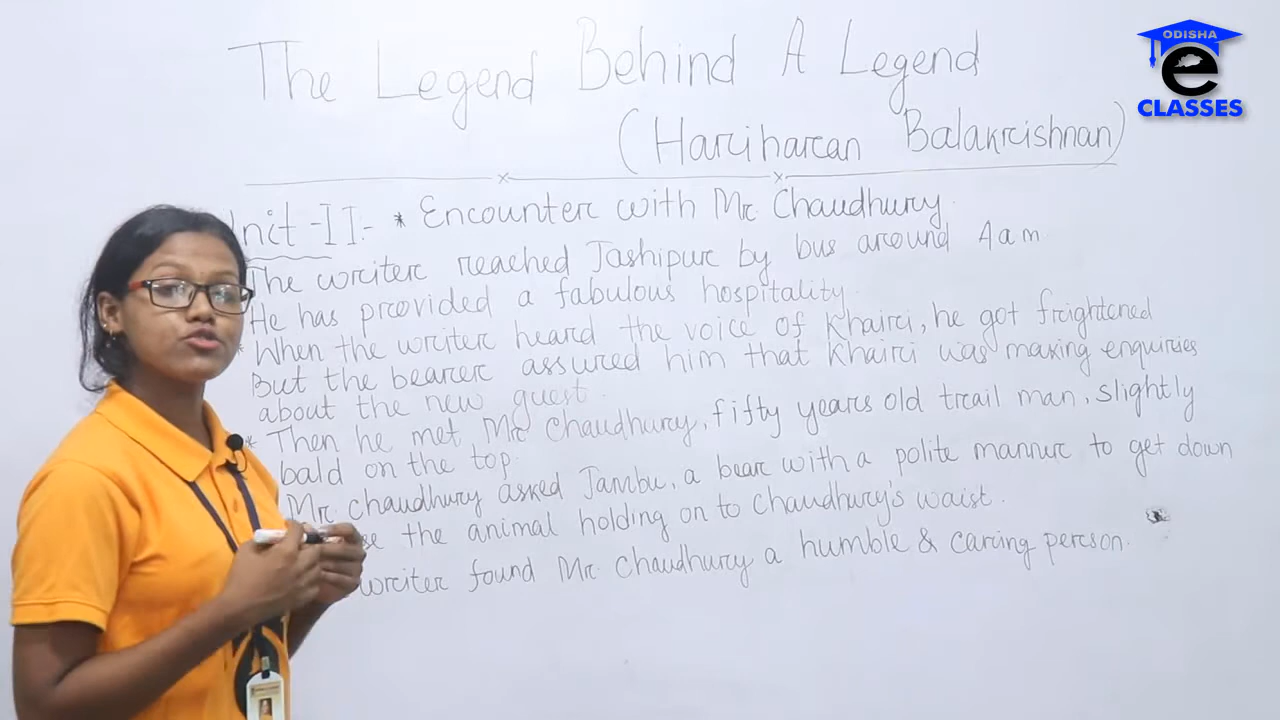 The Legend Behind A Legend
(Hariharan Balakrishnan)
nit-II:- * Encounter with Mr. Chaudhury.
The writer reached Jashipur by bus around 4 a m
He has provided a fabulous hospitality.
* When the writer heard the voice of Khairi, he got frightened
But the bearer assured him that Khairi was making enquiries
about the new guest.
* Then he met Mr. Chaudhury, fifty years old trail man, slightly
bald on the top.
Mr. Chaudhury asked Jambu, a bear with a polite manner to get down
the animal holding on to Chaudhury's waist.
writer found Mr. Chaudhury a humble & caring person.
ODISHA
e
CLASSES